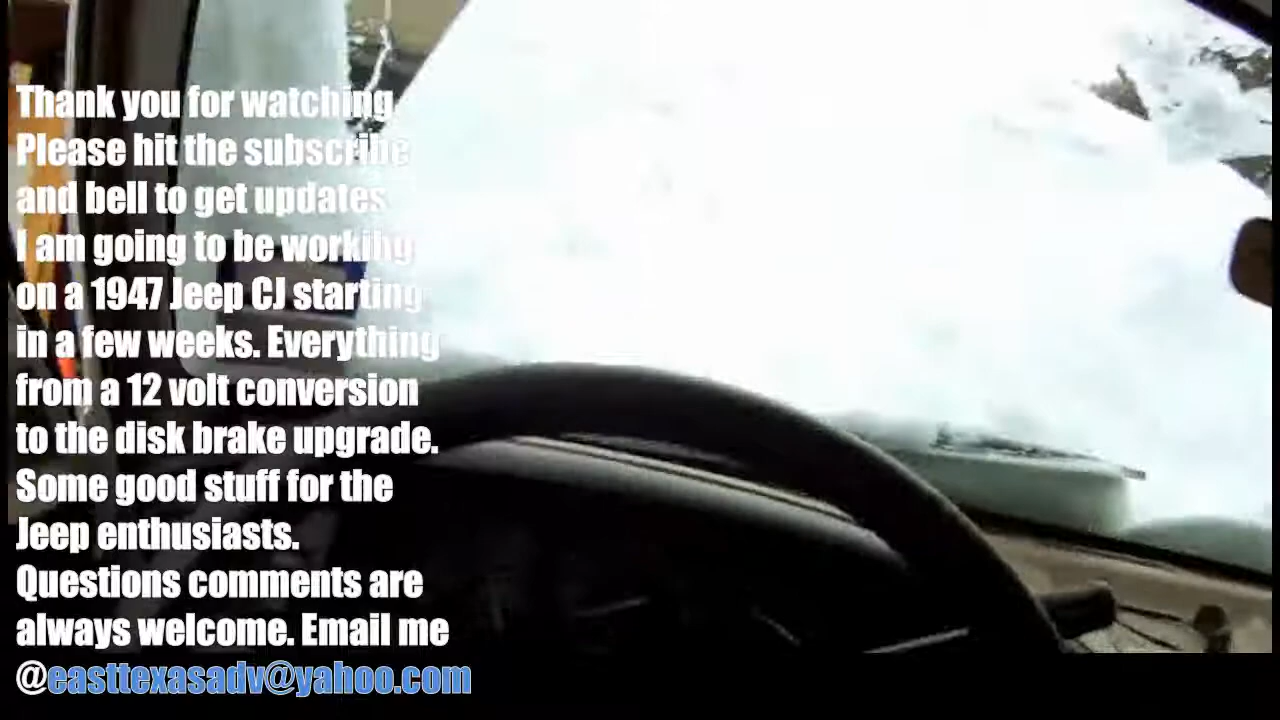 Thank you for watching
Please hit the subscribe
and bell to get updates
I am going to be working
on a 1947 Jeep CJ starting
in a few weeks. Everything
from a 12 volt conversion
to the disk brake upgrade.
Some good stuff for the
Jeep enthusiasts.
Questions comments are
always welcome. Email me
@easttexasadv@yahoo.com